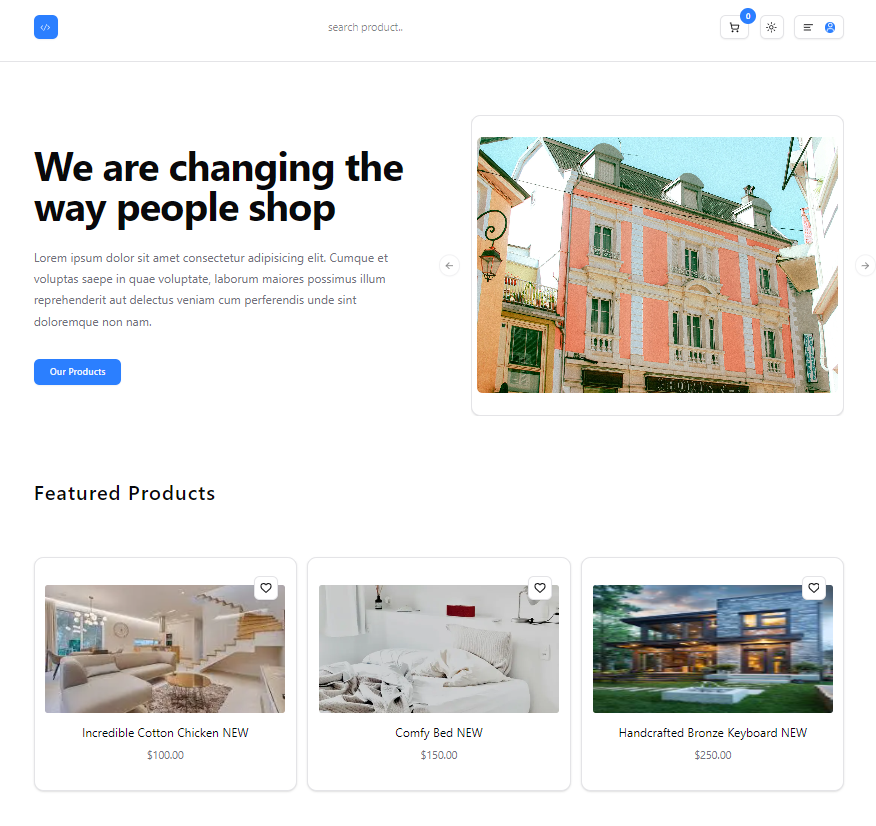 </>
search product..
0
We are changing the
way people shop
Lorem ipsum dolor sit amet consectetur adipisicing elit. Cumque et
voluptas saepe in quae voluptate, laborum maiores possimus illum
reprehenderit aut delectus veniam cum perferendis unde sint
doloremque non nam.
Our Products
Featured Products
Incredible Cotton Chicken NEW
$100.00
Comfy Bed NEW
$150.00
Handcrafted Bronze Keyboard NEW
$250.00